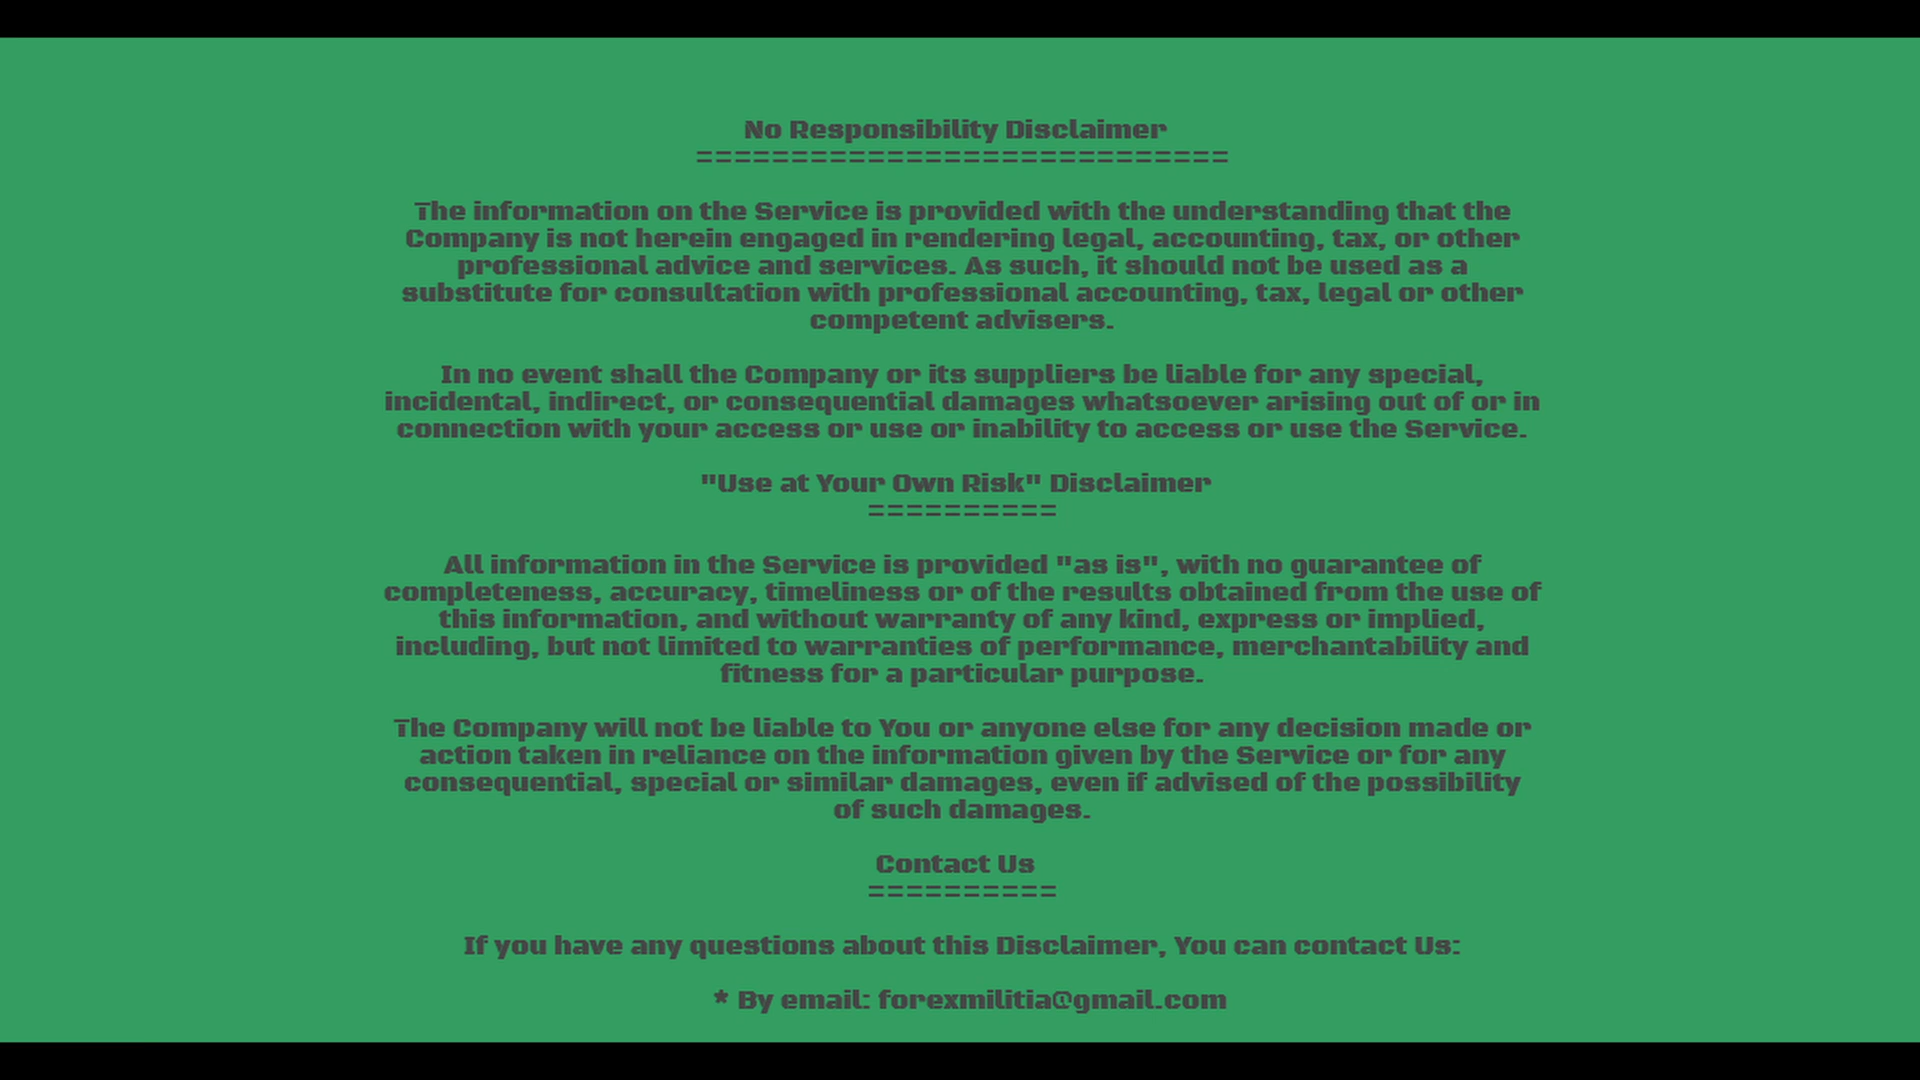 No Responsibility Disclaimer
============================
The information on the Service is provided with the understanding that the
Company is not herein engaged in rendering legal, accounting, tax, or other
professional advice and services. As such, it should not be used as a
substitute for consultation with professional accounting, tax, legal or other
competent advisers.
In no event shall the Company or its suppliers be liable for any special,
incidental, indirect, or consequential damages whatsoever arising out of or in
connection with your access or use or inability to access or use the Service.
"Use at Your Own Risk" Disclaimer
==========
All information in the Service is provided "as is", with no guarantee of
completeness, accuracy, timeliness or of the results obtained from the use of
this information, and without warranty of any kind, express or implied,
including, but not limited to warranties of performance, merchantability and
fitness for a particular purpose.
The Company will not be liable to You or anyone else for any decision made or
action taken in reliance on the information given by the Service or for any
consequential, special or similar damages, even if advised of the possibility
of such damages.
Contact Us
==========
If you have any questions about this Disclaimer, You can contact Us:
* By email: forexmilitia@gmail.com